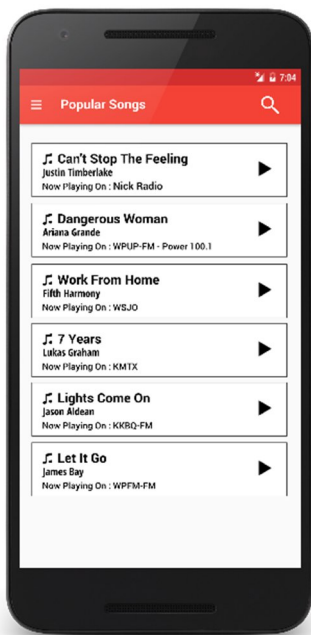 7:04
Popular Songs
Can't Stop The Feeling
Justin Timberlake
Now Playing On : Nick Radio
Dangerous Woman
Ariana Grande
Now Playing On : WPUP-FM - Power 100.1
Work From Home
Fifth Harmony
Now Playing On : WSJO
7 Years
Lukas Graham
Now Playing On : KMTX
Lights Come On
Jason Aldean
Now Playing On : KKBQ-FM
Let It Go
James Bay
Now Playing On : WPFM-FM